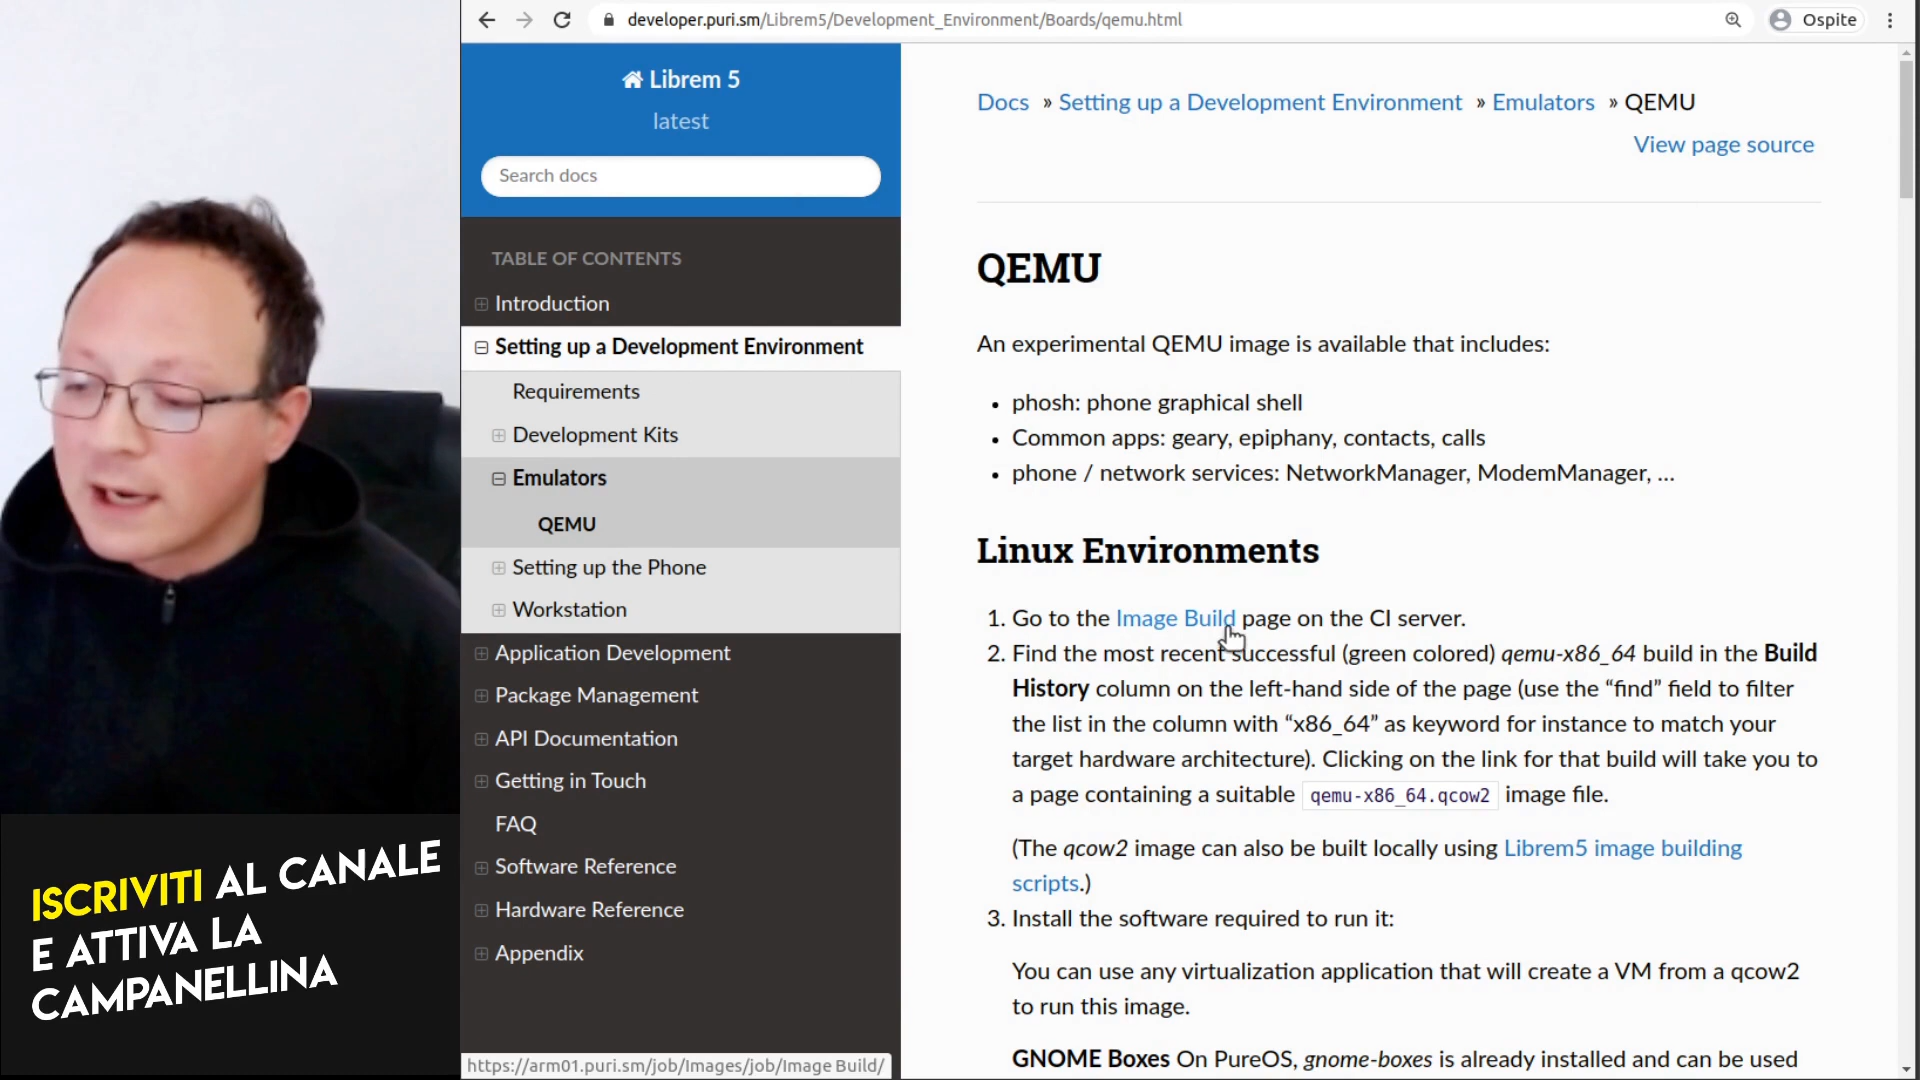 developer.puri.sm/Librem5/Development_Environment/Boards/qemu.html
Ospite
Librem 5
latest
Search docs
TABLE OF CONTENTS
Introduction
Setting up a Development Environment
Requirements
Development Kits
Emulators
QEMU
Setting up the Phone
Workstation
Application Development
Package Management
API Documentation
Getting in Touch
FAQ
Software Reference
Hardware Reference
Appendix
https://arm01.puri.sm/job/Images/job/Image Build/
Docs » Setting up a Development Environment » Emulators » QEMU
View page source
QEMU
An experimental QEMU image is available that includes:
• phosh: phone graphical shell
• Common apps: geary, epiphany, contacts, calls
• phone / network services: NetworkManager, ModemManager, ...
Linux Environments
1. Go to the Image Build page on the CI server.
2. Find the most recent successful (green colored) qemu-x86_64 build in the Build
History column on the left-hand side of the page (use the “find” field to filter
the list in the column with “x86_64” as keyword for instance to match your
target hardware architecture). Clicking on the link for that build will take you to
a page containing a suitable qemu-x86_64.qcow2 image file.
(The qcow2 image can also be built locally using Librem5 image building
scripts.)
3. Install the software required to run it:
You can use any virtualization application that will create a VM from a qcow2
to run this image.
GNOME Boxes On PureOS, gnome-boxes is already installed and can be used
ISCRIVITI AL CANALE
E ATTIVA LA
CAMPANELLINA